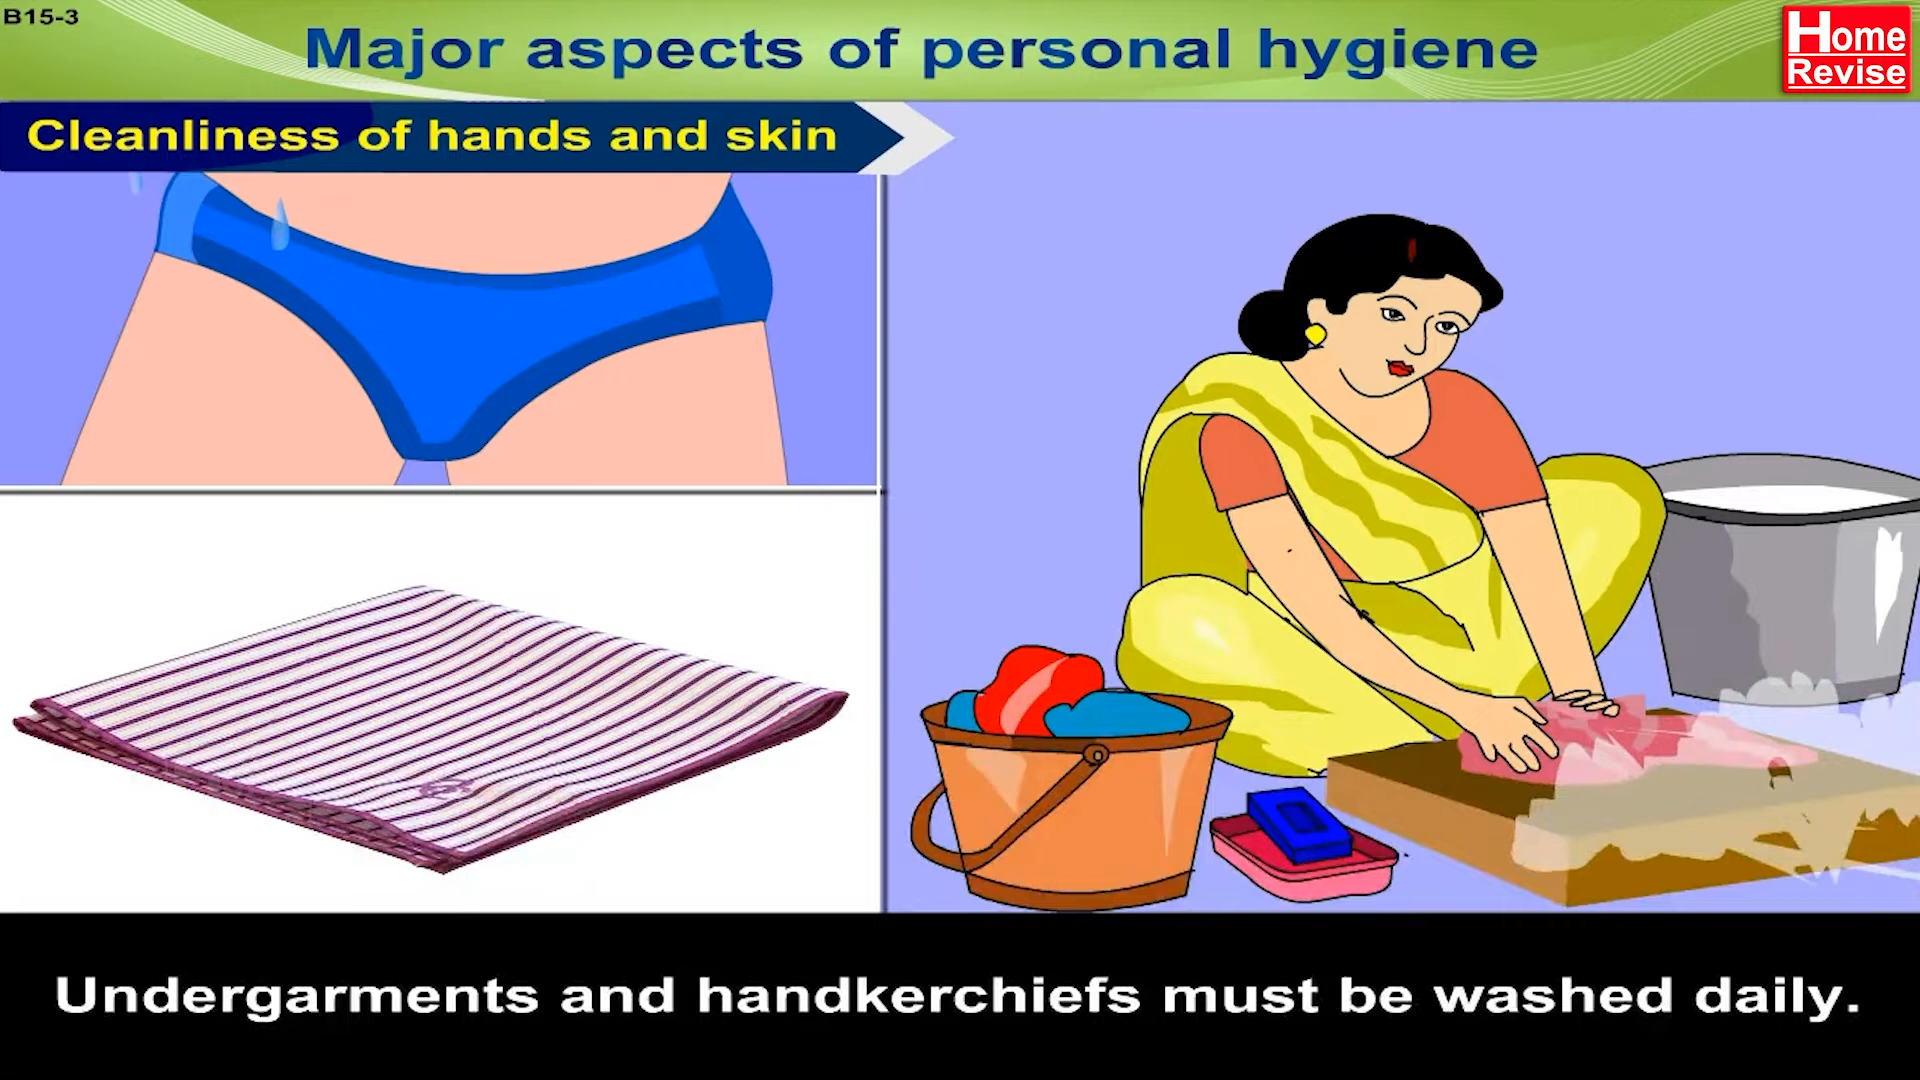 B15-3
Major aspects of personal hygiene
Home
Revise
Cleanliness of hands and skin
Undergarments and handkerchiefs must be washed daily.